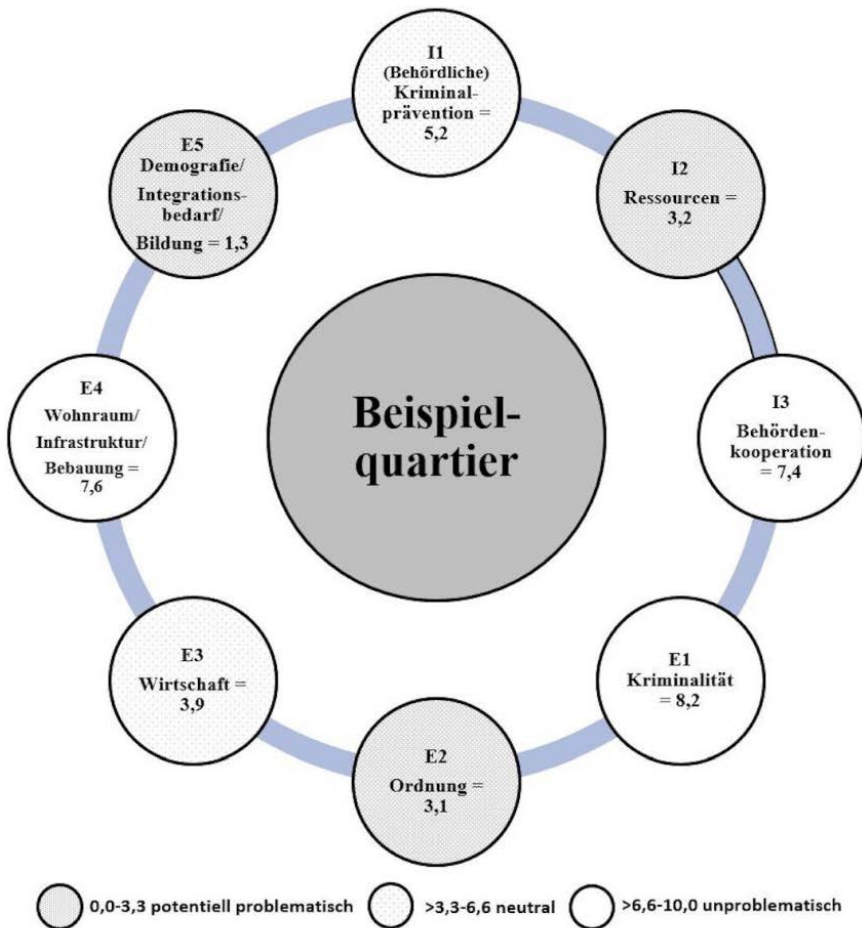 I1
(Behördliche)
Kriminal-
prävention =
5,2
E5
Demografie/
Integrations-
bedarf/
Bildung = 1,3
I2
Ressourcen =
3,2
E4
Wohnraum/
Infrastruktur/
Bebauung =
7,6
Beispiel-
quartier
I3
Behörden-
kooperation
= 7,4
E3
Wirtschaft =
3,9
E1
Kriminalität
= 8,2
E2
Ordnung =
3,1
0,0-3,3 potentiell problematisch
>3,3-6,6 neutral
>6,6-10,0 unproblematisch